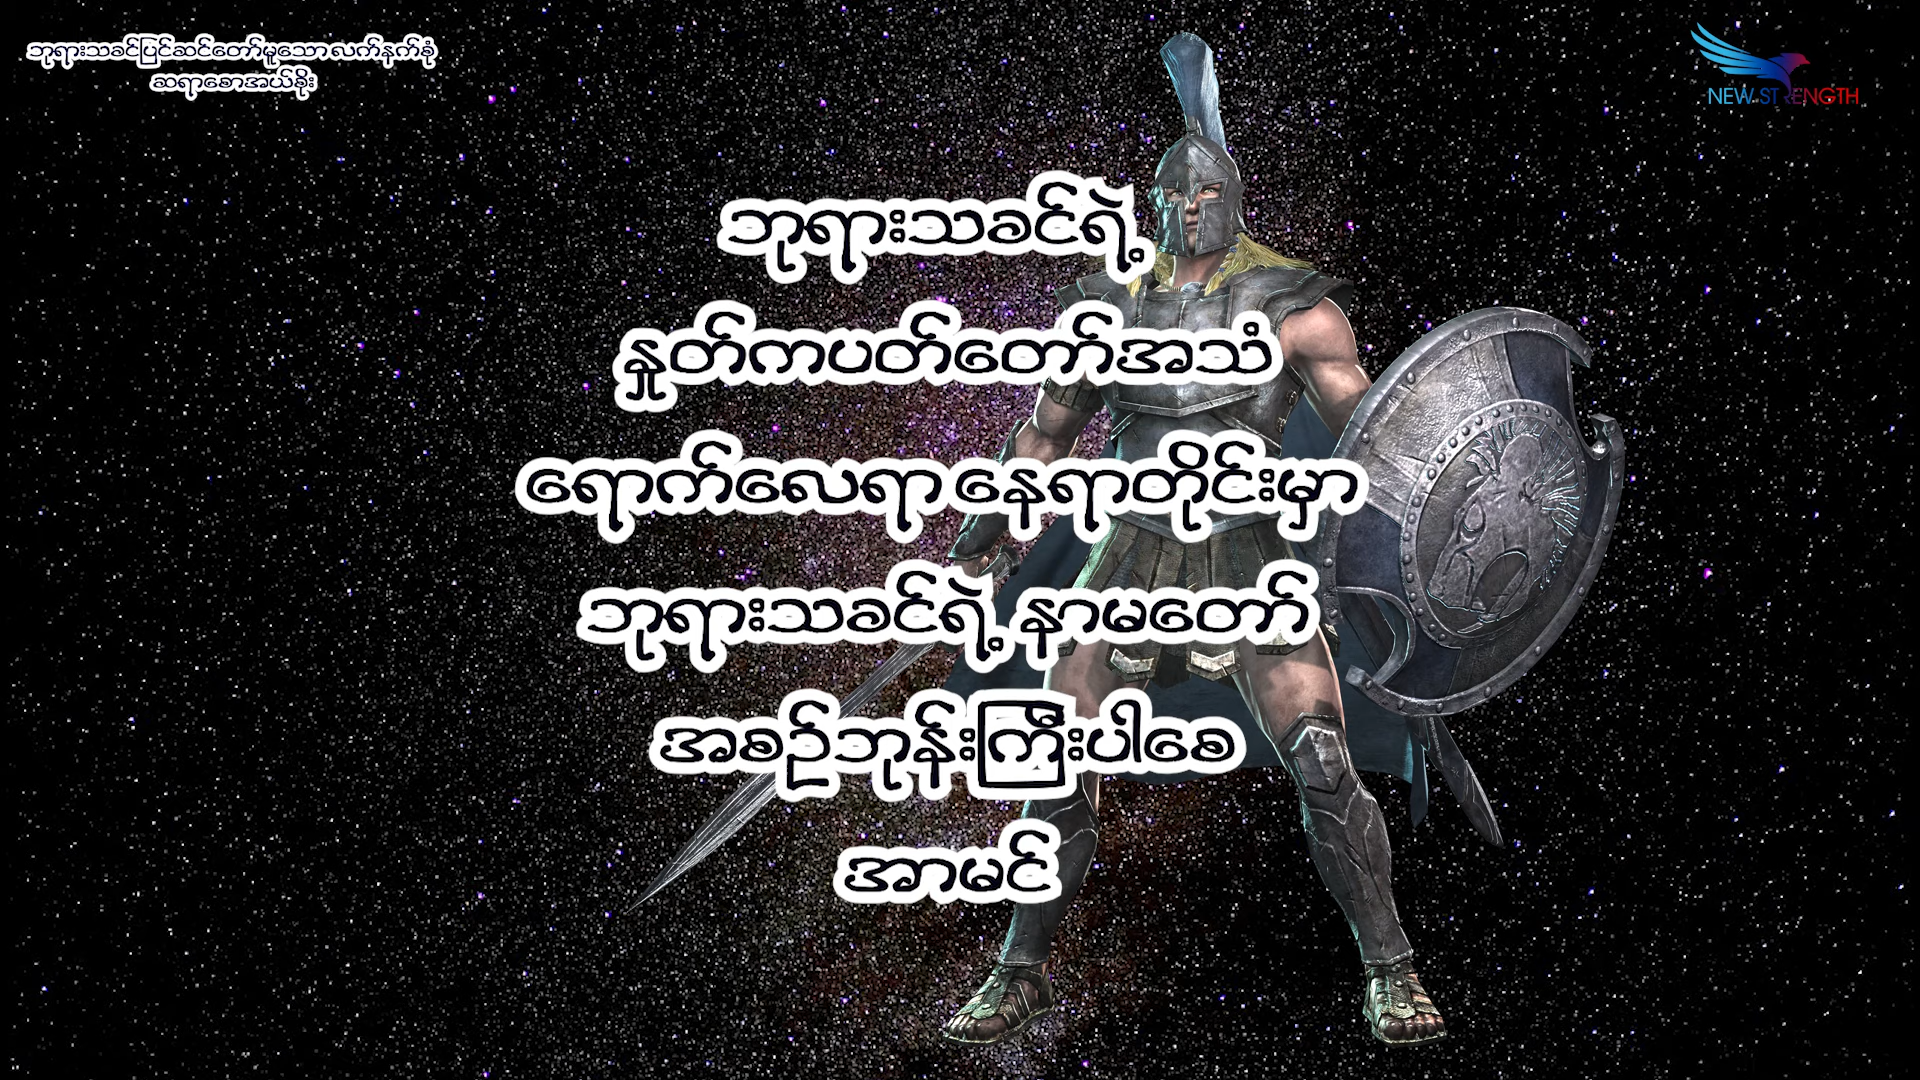 ဘုရားသခင်ပြင်ဆင်တော်မူသော လက်နက်စုံ
ဆရာစောအယ်စိုး
NEW STRENGTH
ဘုရားသခင်ရဲ့
နှုတ်ကပတ်တော်အသံ
ရောက်လေရာ နေရာတိုင်းမှာ
ဘုရားသခင်ရဲ့ နာမတော်
အစဉ်ဘုန်းကြီးပါစေ
အာမင်